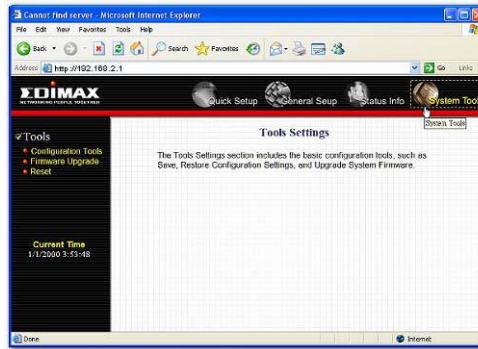 Cannot find server - Microsoft Internet Explorer
File Edit View Favorites Tools Help
Back Search Favorites
Address http://192.168.2.1 Go Links
EDIMAX
NETWORKING PEOPLE TOGETHER
Quick Setup General Seup Status Info System Tool
System Tools
Tools
Configuration Tools
Firmware Upgrade
Reset
Current Time
1/1/2000 3:53:48
Tools Settings
The Tools Settings section includes the basic configuration tools, such as
Save, Restore Configuration Settings, and Upgrade System Firmware.
Done Internet